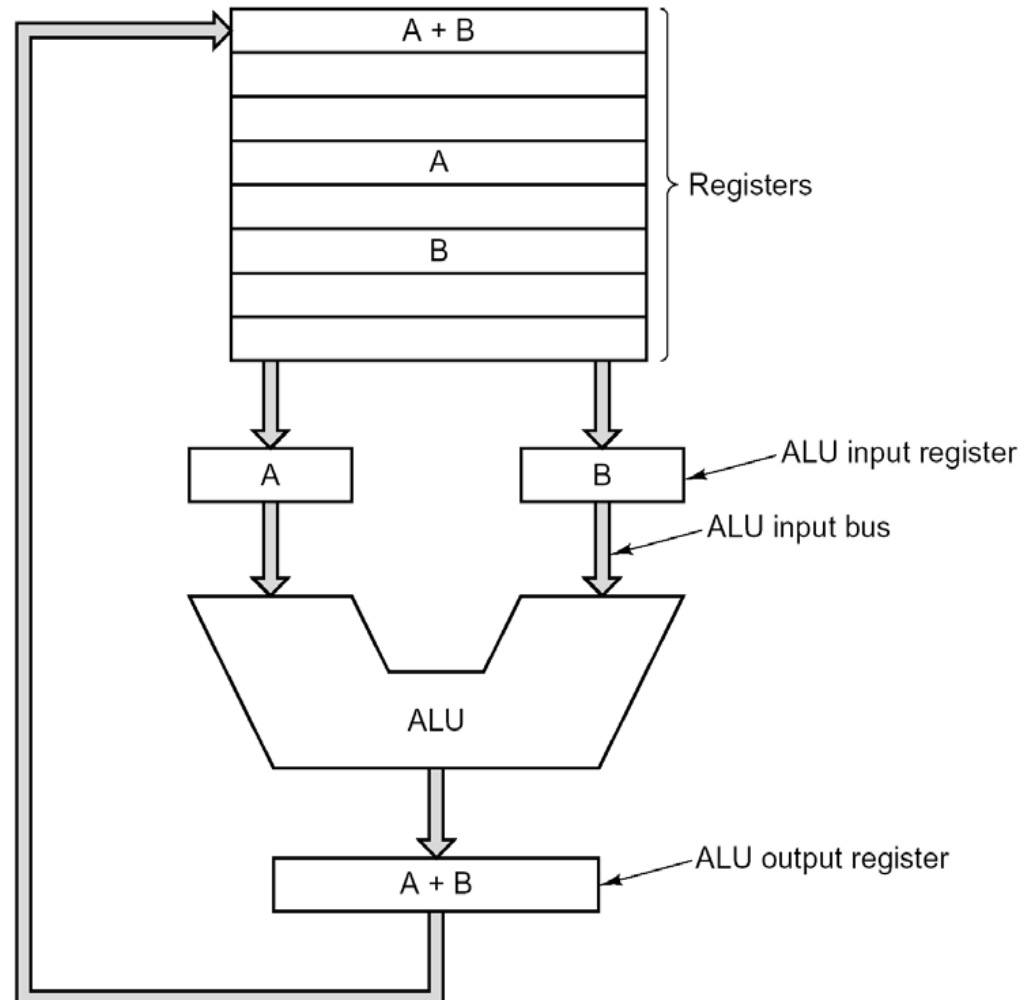 A + B
A
Registers
B
ALU input register
A
B
ALU input bus
ALU
ALU output register
A + B